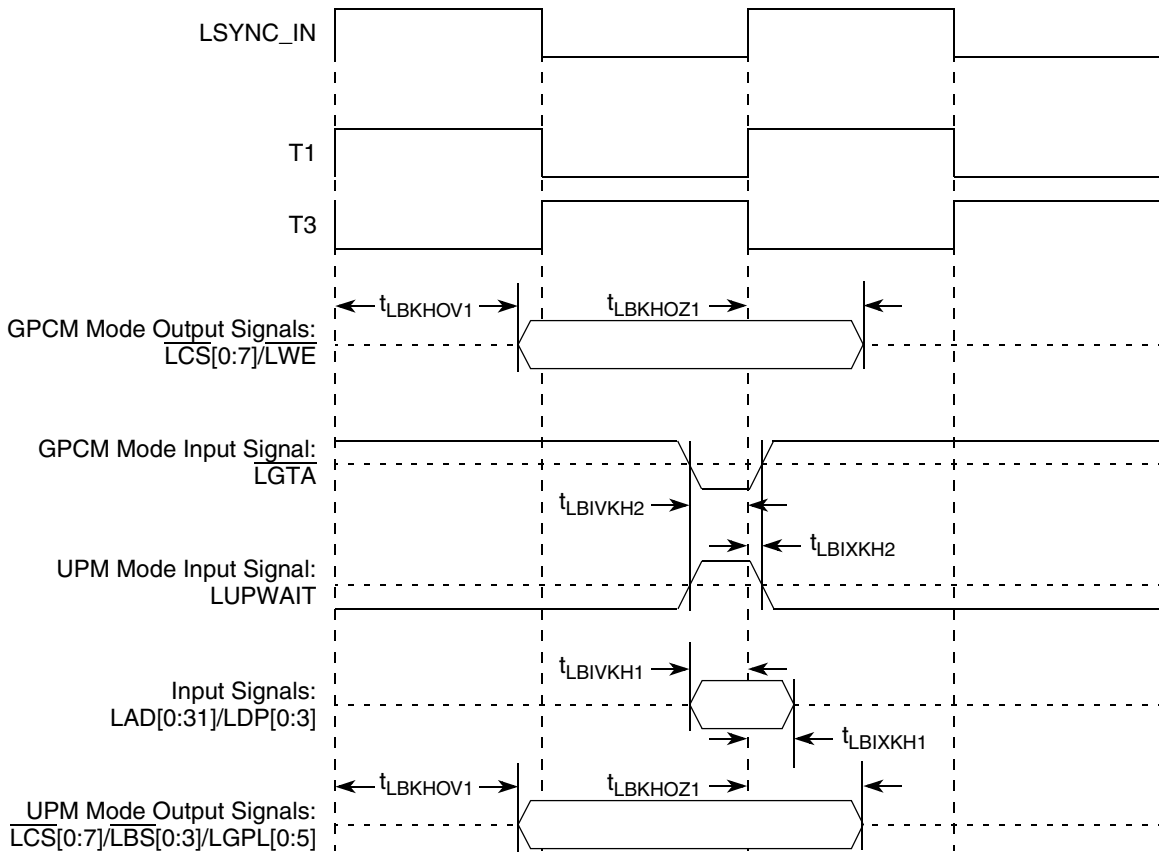 LSYNC_IN
T1
T3
tLBKHOV1
tLBKHOZ1
GPCM Mode Output Signals:
LCS[0:7]/LWE
GPCM Mode Input Signal:
LGTA
tLBIVKH2
tLBIXKH2
UPM Mode Input Signal:
LUPWAIT
tLBIVKH1
Input Signals:
LAD[0:31]/LDP[0:3]
tLBIXKH1
tLBKHOV1
tLBKHOZ1
UPM Mode Output Signals:
LCS[0:7]/LBS[0:3]/LGPL[0:5]